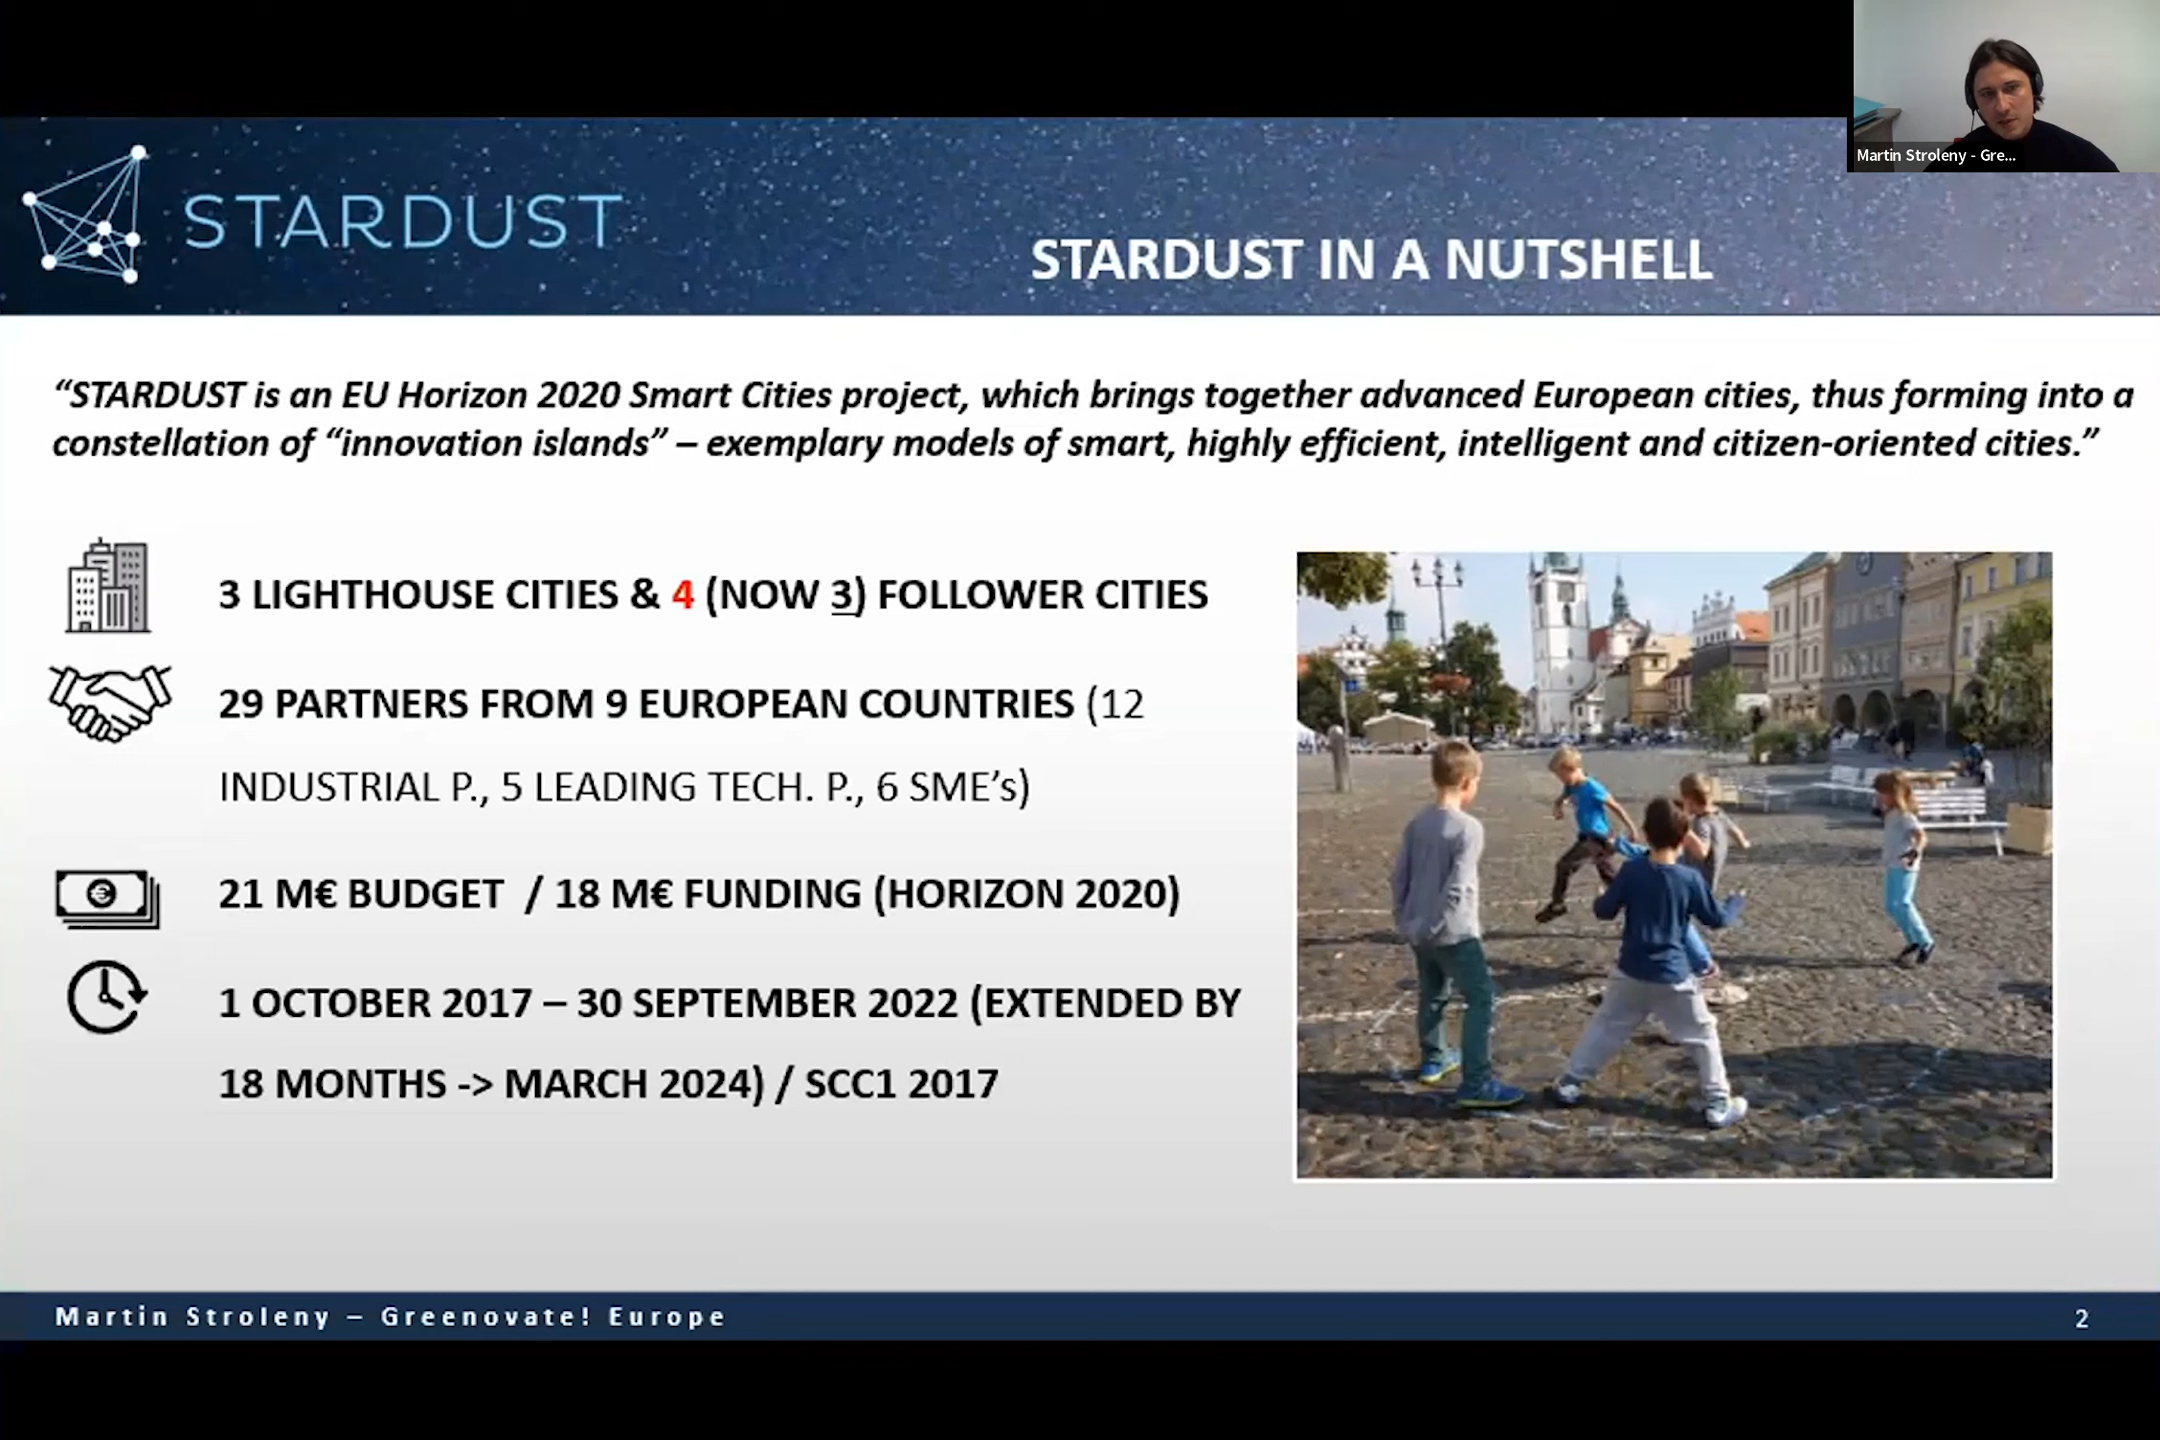 Martin Stroleny - Gre...
STARDUST
STARDUST IN A NUTSHELL
“STARDUST is an EU Horizon 2020 Smart Cities project, which brings together advanced European cities, thus forming into a
constellation of “innovation islands” – exemplary models of smart, highly efficient, intelligent and citizen-oriented cities.”
3 LIGHTHOUSE CITIES & 4 (NOW 3) FOLLOWER CITIES
29 PARTNERS FROM 9 EUROPEAN COUNTRIES (12
INDUSTRIAL P., 5 LEADING TECH. P., 6 SME’s)
21 M€ BUDGET / 18 M€ FUNDING (HORIZON 2020)
1 OCTOBER 2017 – 30 SEPTEMBER 2022 (EXTENDED BY
18 MONTHS -> MARCH 2024) / SCC1 2017
Martin Stroleny – Greenovate! Europe
2